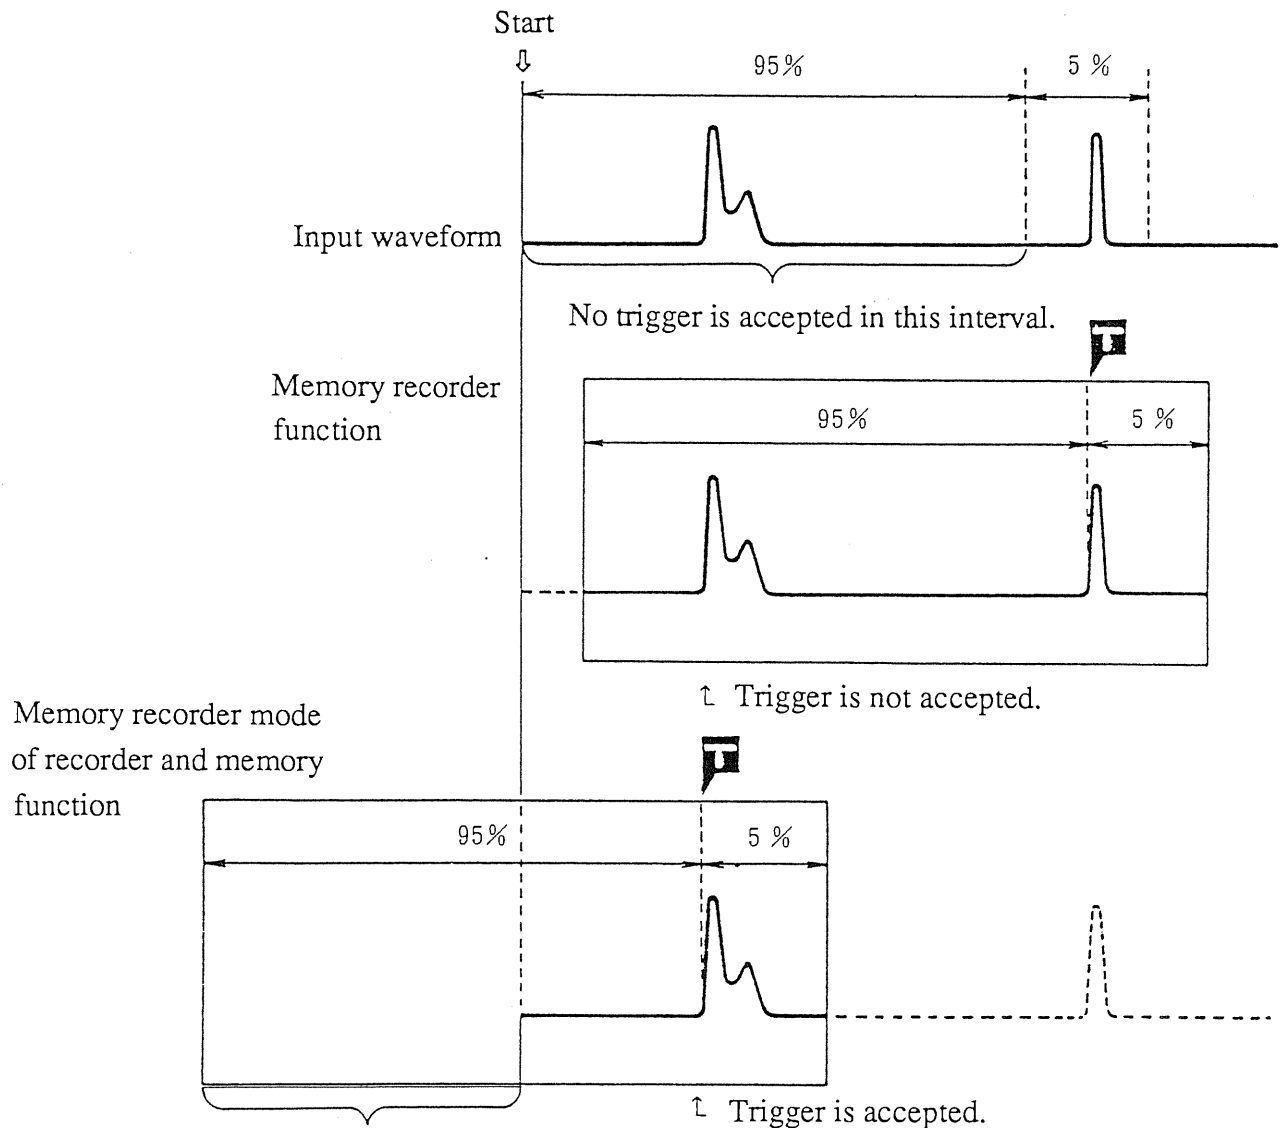 Start
95%
5 %
Input waveform
No trigger is accepted in this interval.
T
Memory recorder
function
95%
5 %
Trigger is not accepted.
Memory recorder mode
of recorder and memory
function
T
95%
5 %
Trigger is accepted.